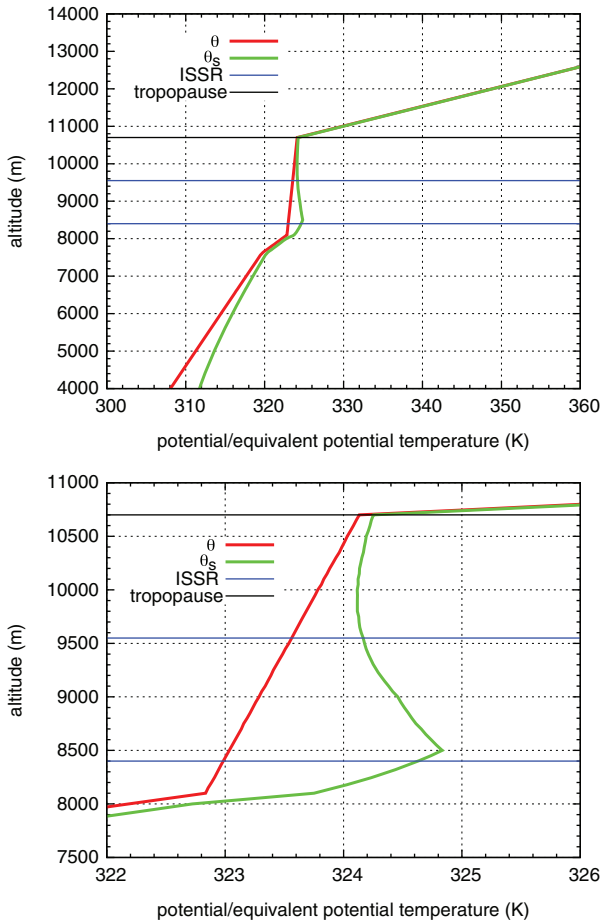 14000
13000
12000
11000
10000
9000
8000
7000
6000
5000
4000
altitude (m)
θ
θs
ISSR
tropopause
300 310 320 330 340 350 360
potential/equivalent potential temperature (K)
11000
10500
10000
9500
9000
8500
8000
7500
altitude (m)
θ
θs
ISSR
tropopause
322 323 324 325 326
potential/equivalent potential temperature (K)